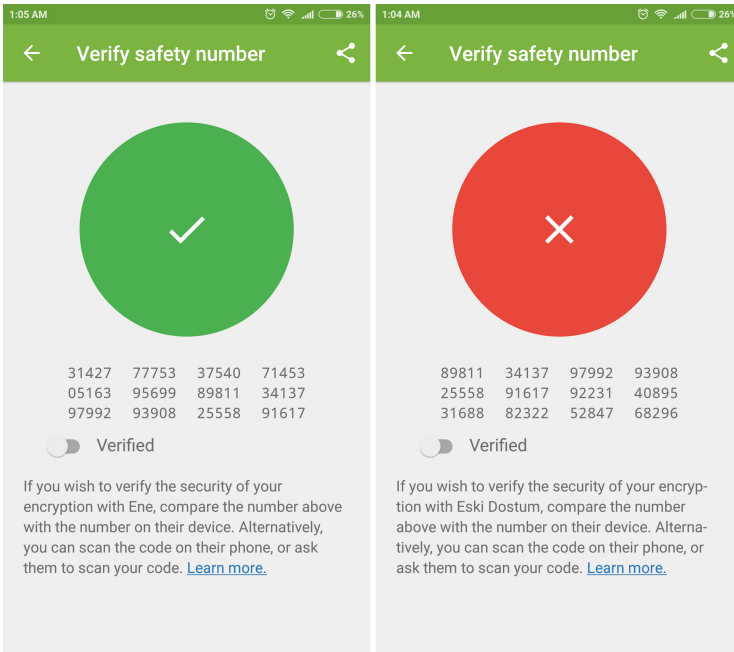 1:05 AM 26%
Verify safety number
31427 77753 37540 71453
05163 95699 89811 34137
97992 93908 25558 91617
Verified
If you wish to verify the security of your
encryption with Ene, compare the number above
with the number on their device. Alternatively,
you can scan the code on their phone, or ask
them to scan your code. Learn more.
1:04 AM 26%
Verify safety number
89811 34137 97992 93908
25558 91617 92231 40895
31688 82322 52847 68296
Verified
If you wish to verify the security of your encryp-
tion with Eski Dostum, compare the number
above with the number on their device. Alterna-
tively, you can scan the code on their phone, or
ask them to scan your code. Learn more.